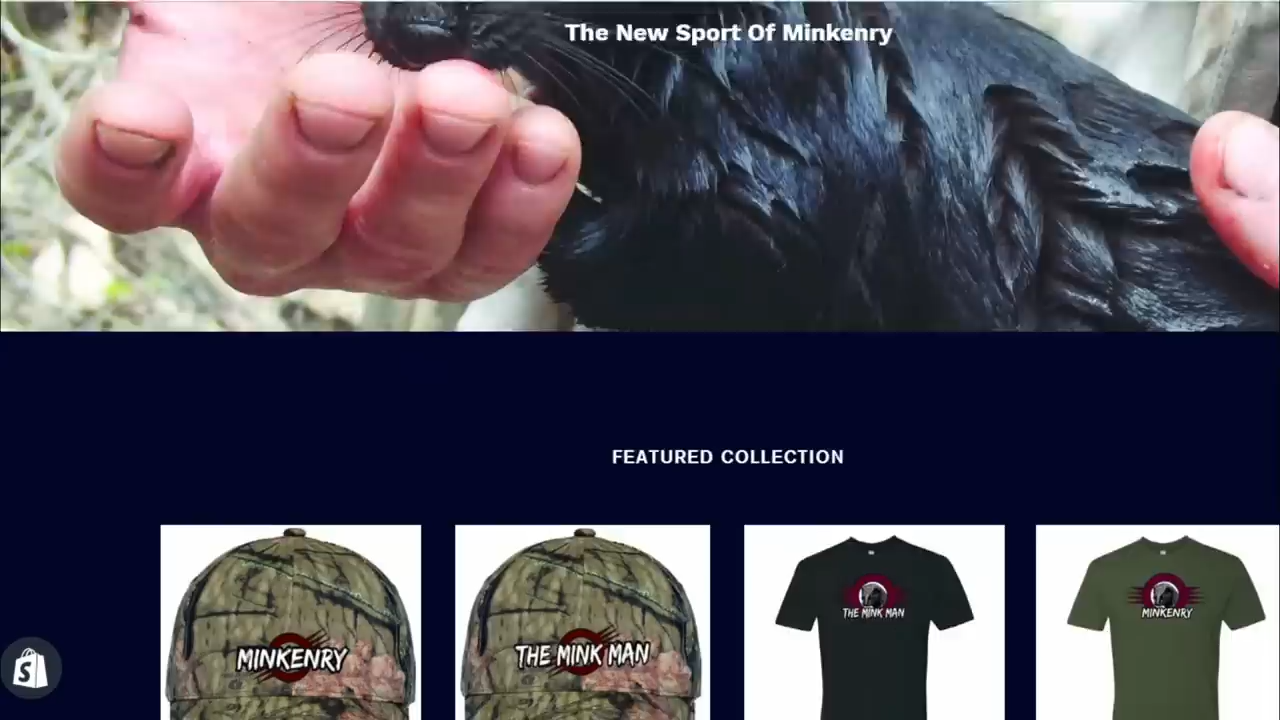 The New Sport Of Minkenry
FEATURED COLLECTION
MINKENRY
THE MINK MAN
THE MINK MAN
MINKENRY